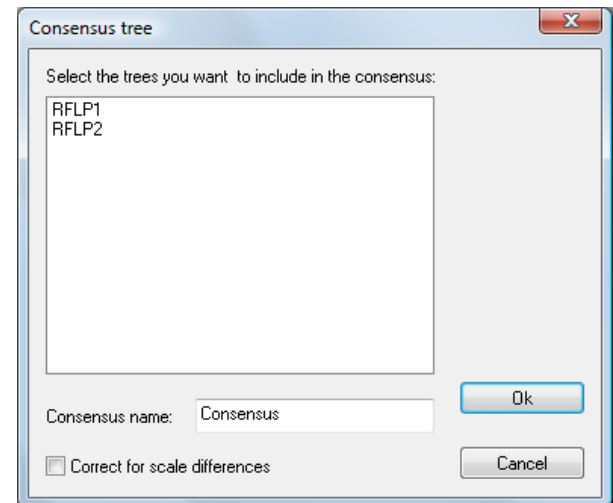 Consensus tree
Select the trees you want  to include in the consensus:
RFLP1
RFLP2
Consensus name: Consensus
Ok
Correct for scale differences
Cancel